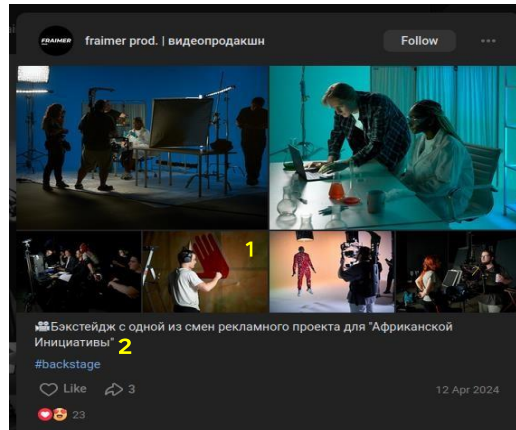 FRAIMER
fraimer prod. | видеопродакшн
Follow
1
🎥Бэкстейдж с одной из смен рекламного проекта для "Африканской
Инициативы" 2
#backstage
Like
3
12 Apr 2024
23